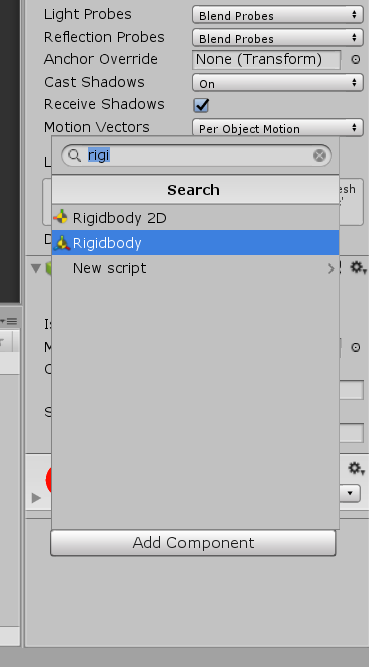 Light Probes Blend Probes
Reflection Probes Blend Probes
Anchor Override None (Transform)
Cast Shadows On
Receive Shadows
Motion Vectors Per Object Motion
rigi
Search
Rigidbody 2D
Rigidbody
New script
Add Component